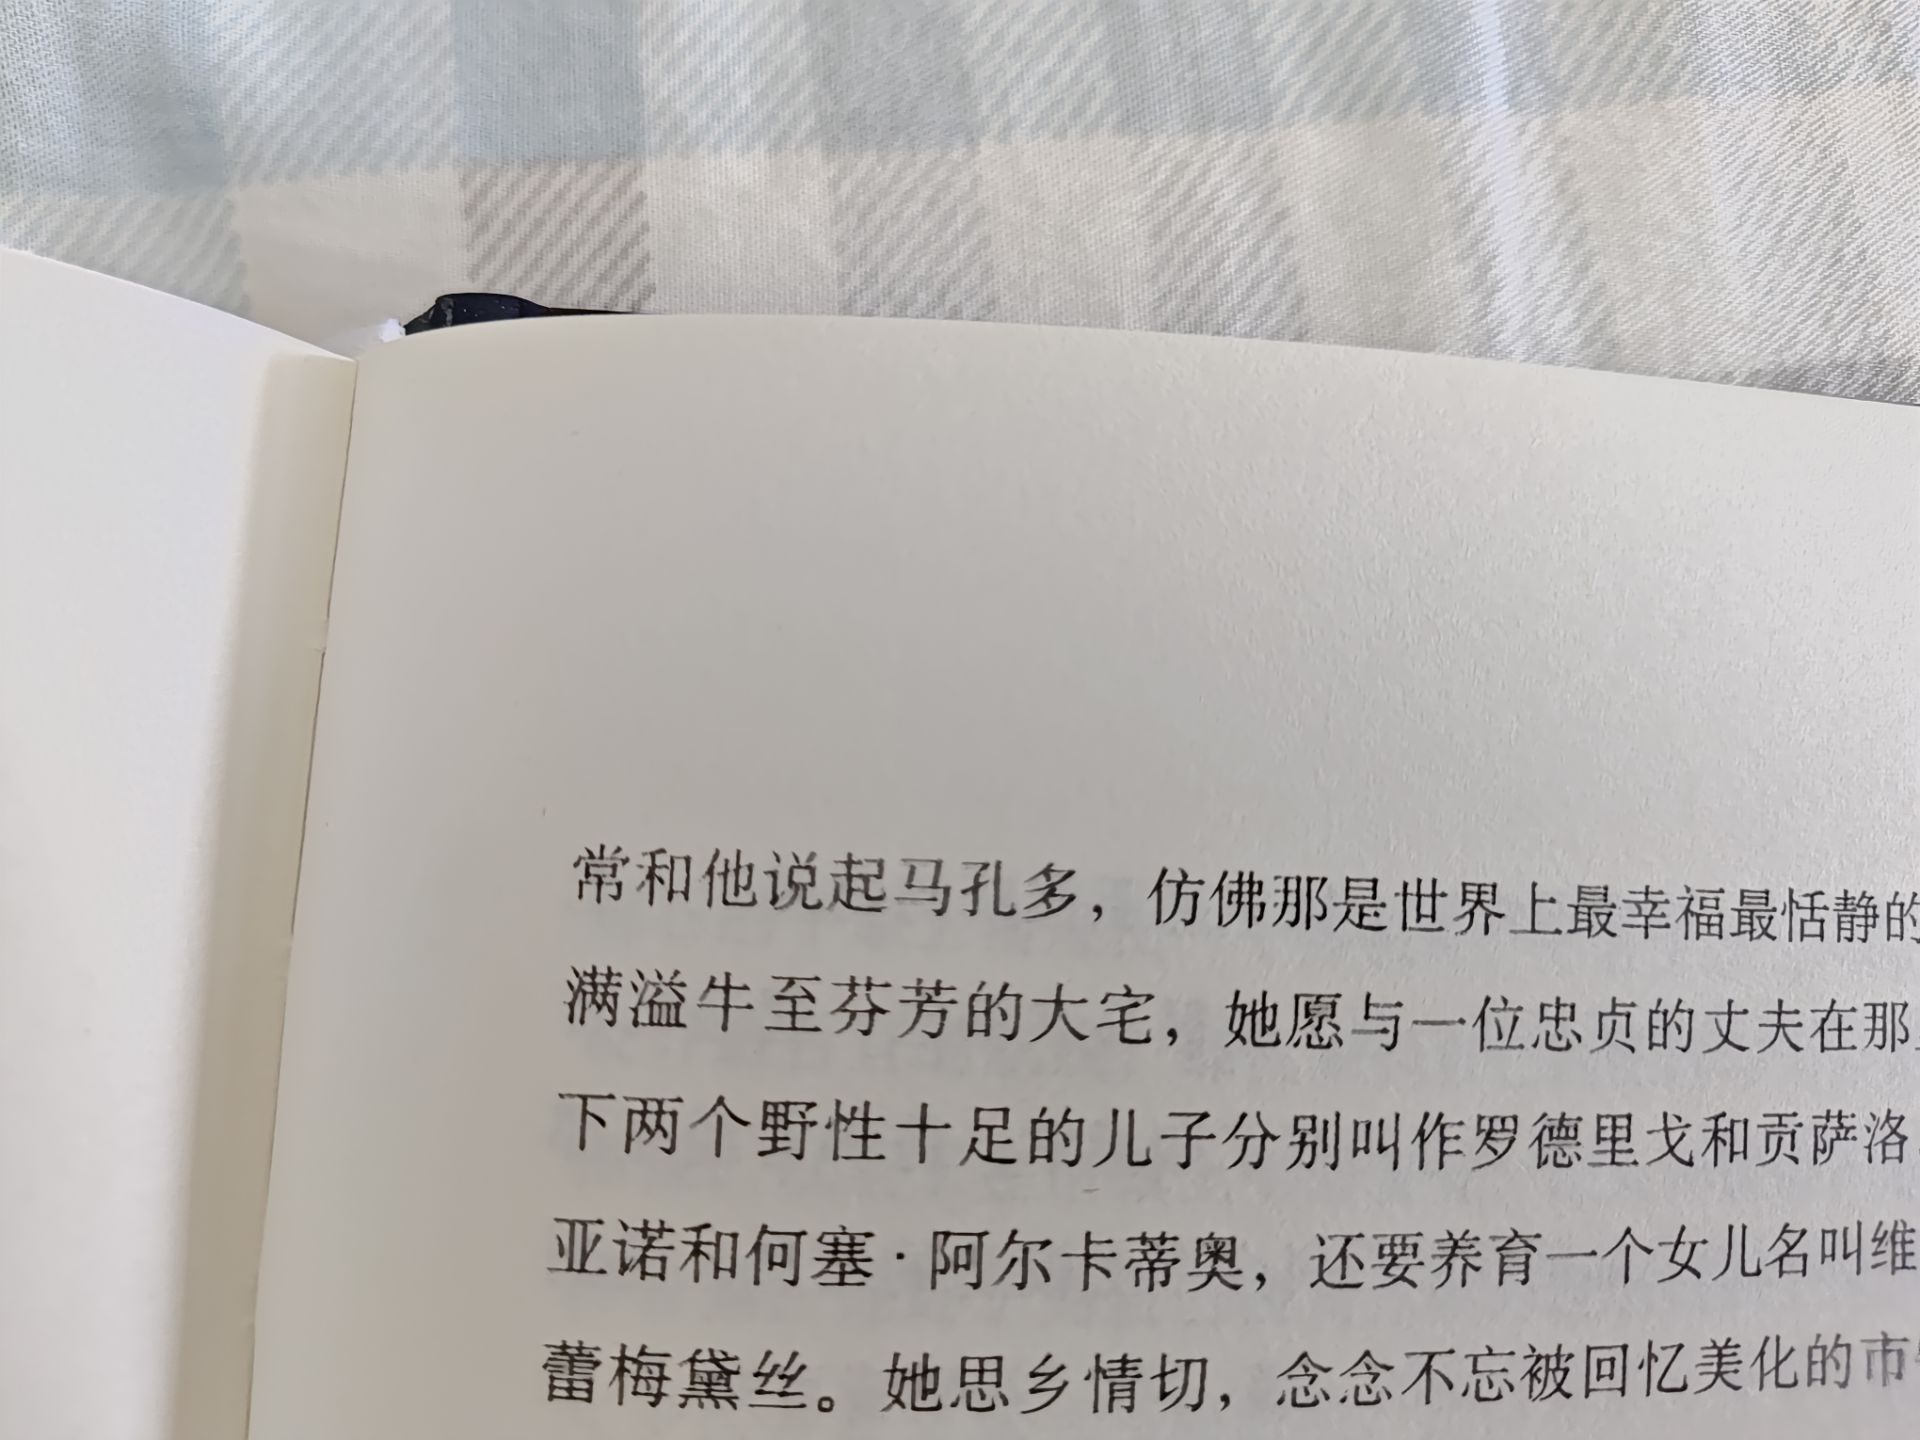 常和他说起马孔多，仿佛那是世界上最幸福最恬静的
满溢牛至芬芳的大宅，她愿与一位忠贞的丈夫在那
下两个野性十足的儿子分别叫作罗德里戈和贡萨洛
亚诺和何塞·阿尔卡蒂奥，还要养育一个女儿名叫维
蕾梅黛丝。她思乡情切，念念不忘被回忆美化的市